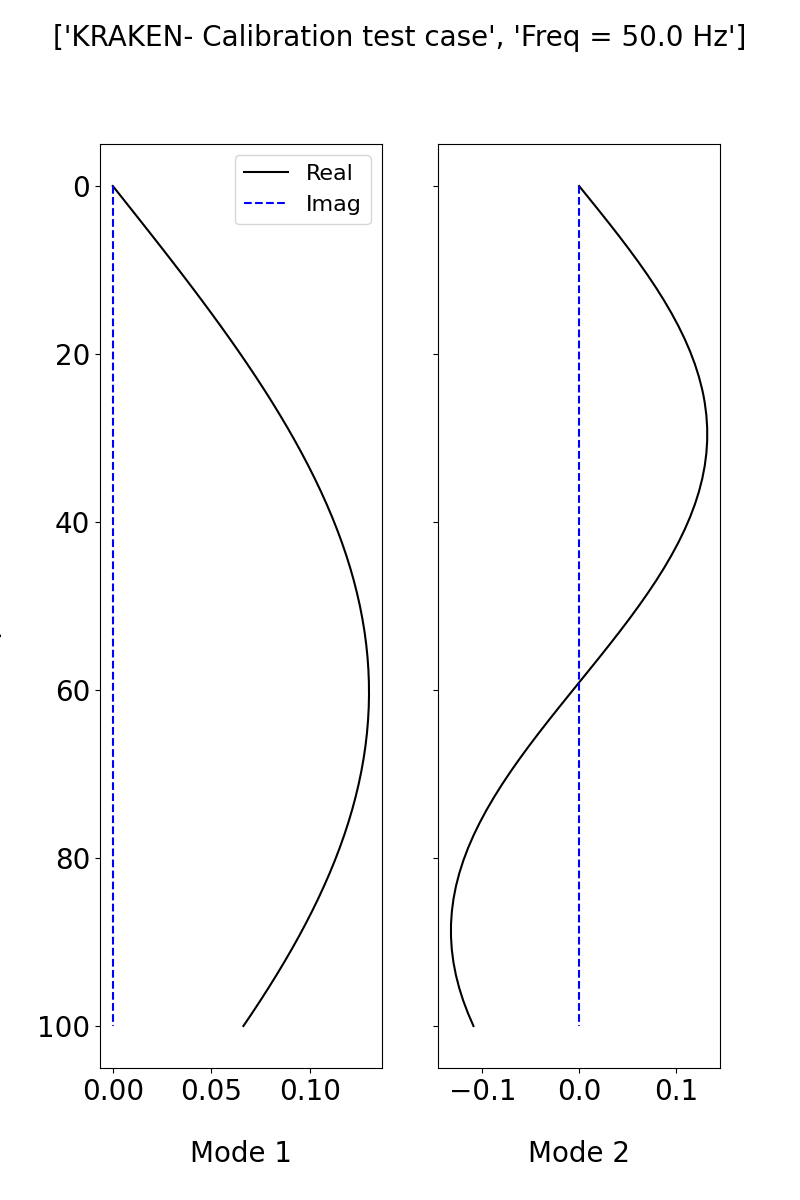 ['KRAKEN- Calibration test case', 'Freq = 50.0 Hz']
Real
Imag
0
20
40
60
80
100
0.00 0.05 0.10
−0.1 0.0 0.1
Mode 1 Mode 2